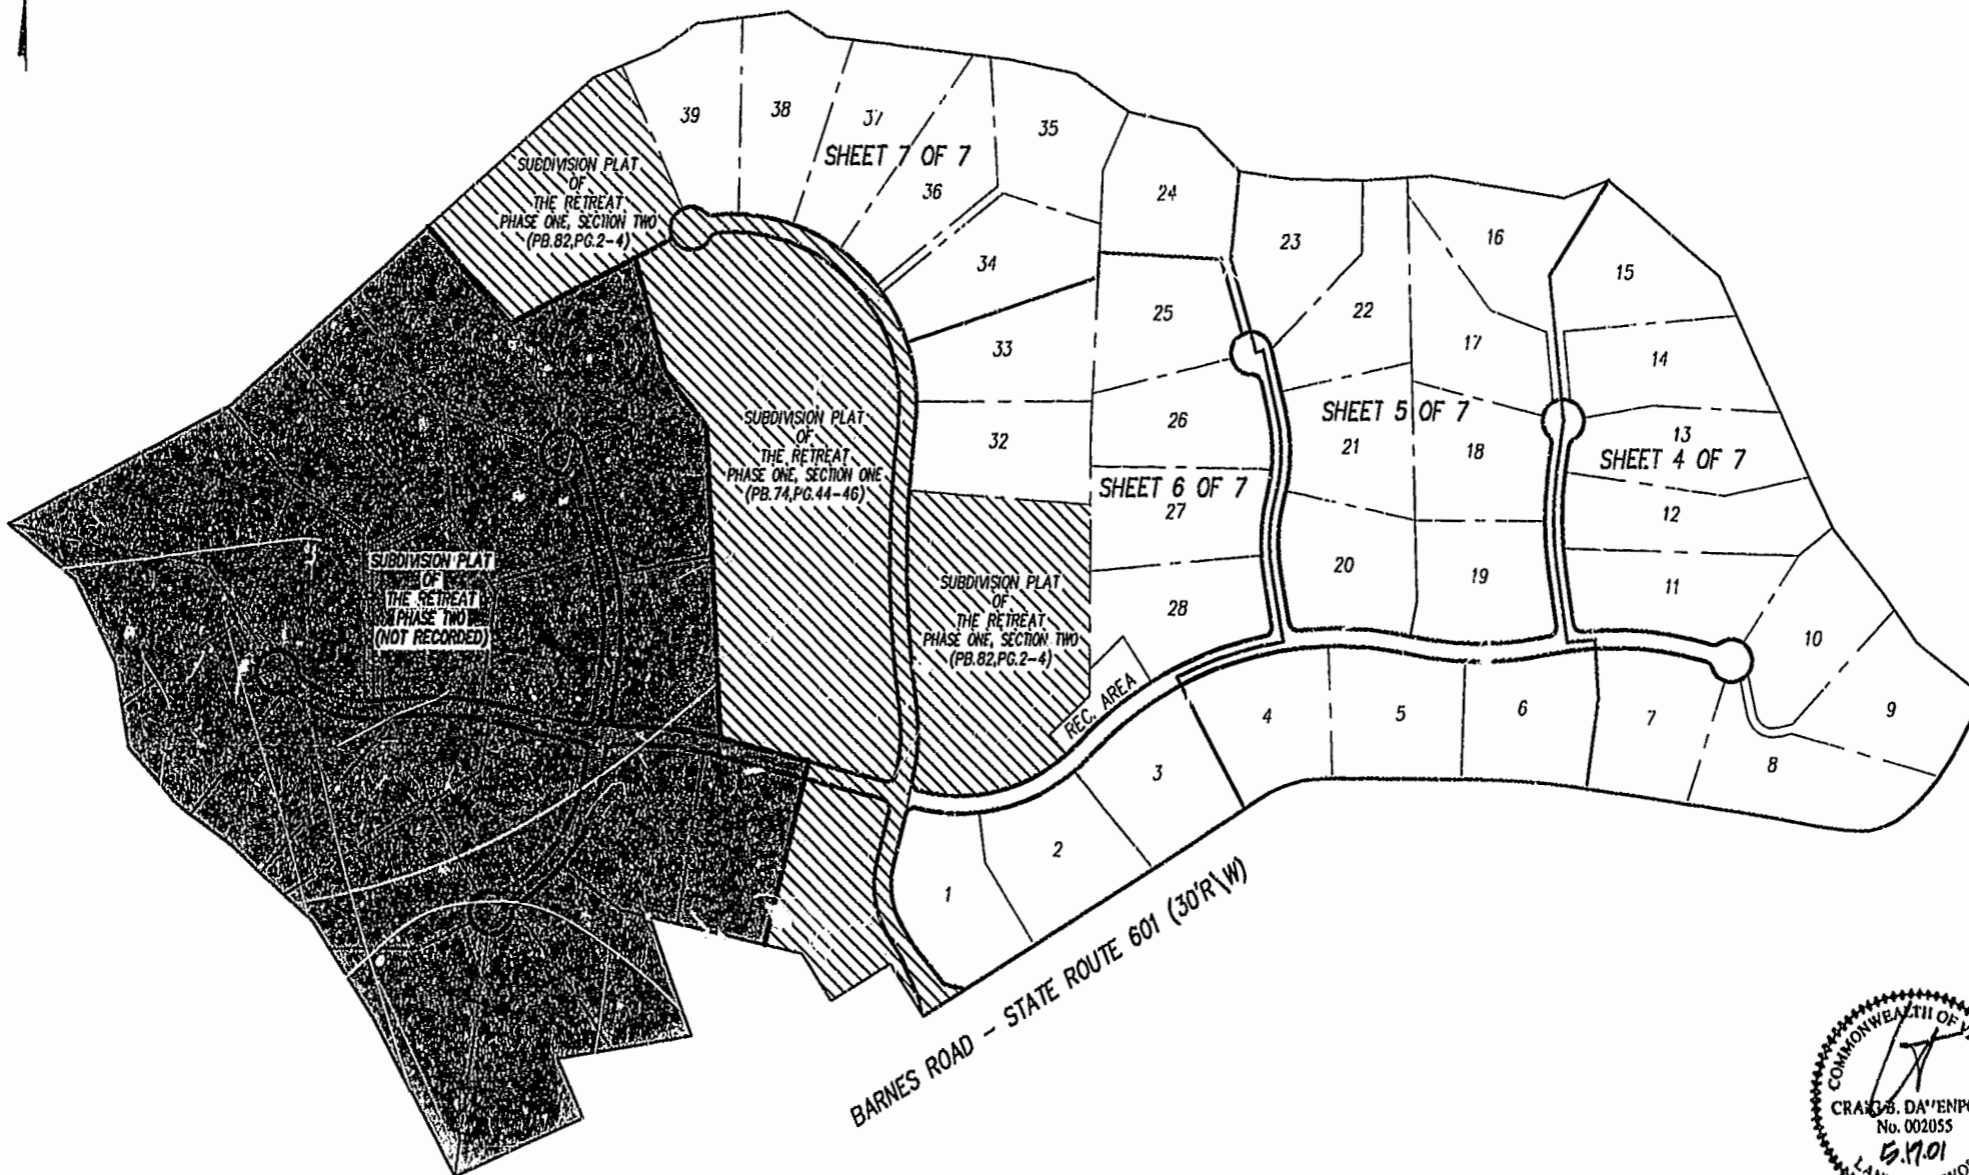 39
38
37
35
SHEET 7 OF 7
36
SUBDIVISION PLAT
OF
THE RETREAT
PHASE ONE, SECTION TWO
(PB.82,PG.2-4)
24
23
16
15
34
25
22
33
17
14
SUBDIVISION PLAT
OF
THE RETREAT
PHASE ONE, SECTION ONE
(PB.74,PG.44-46)
32
26
SHEET 5 OF 7
21
18
13
SHEET 4 OF 7
SHEET 6 OF 7
27
12
SUBDIVISION PLAT
OF
THE RETREAT
PHASE TWO
(NOT RECORDED)
SUBDIVISION PLAT
OF
THE RETREAT
PHASE ONE, SECTION TWO
(PB.82,PG.2-4)
28
20
19
11
10
REC. AREA
4
5
6
7
9
3
8
2
1
BARNES ROAD - STATE ROUTE 601 (30'R\W)
COMMONWEALTH OF
CRAIG B.
No. 002055
5.17.01